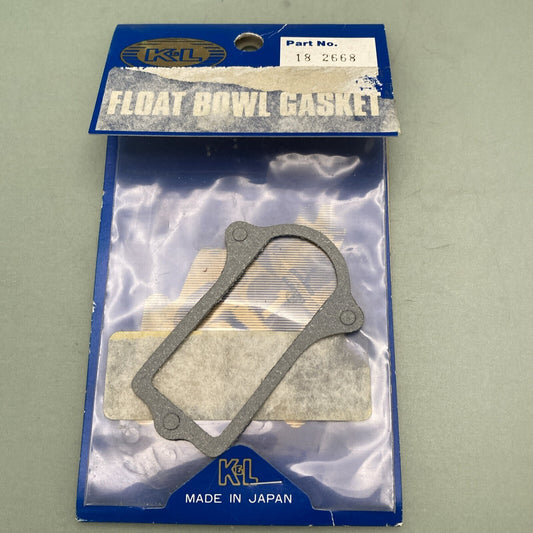 K&L
Part No.
18 2668
FLOAT BOWL GASKET
K&L
MADE IN JAPAN